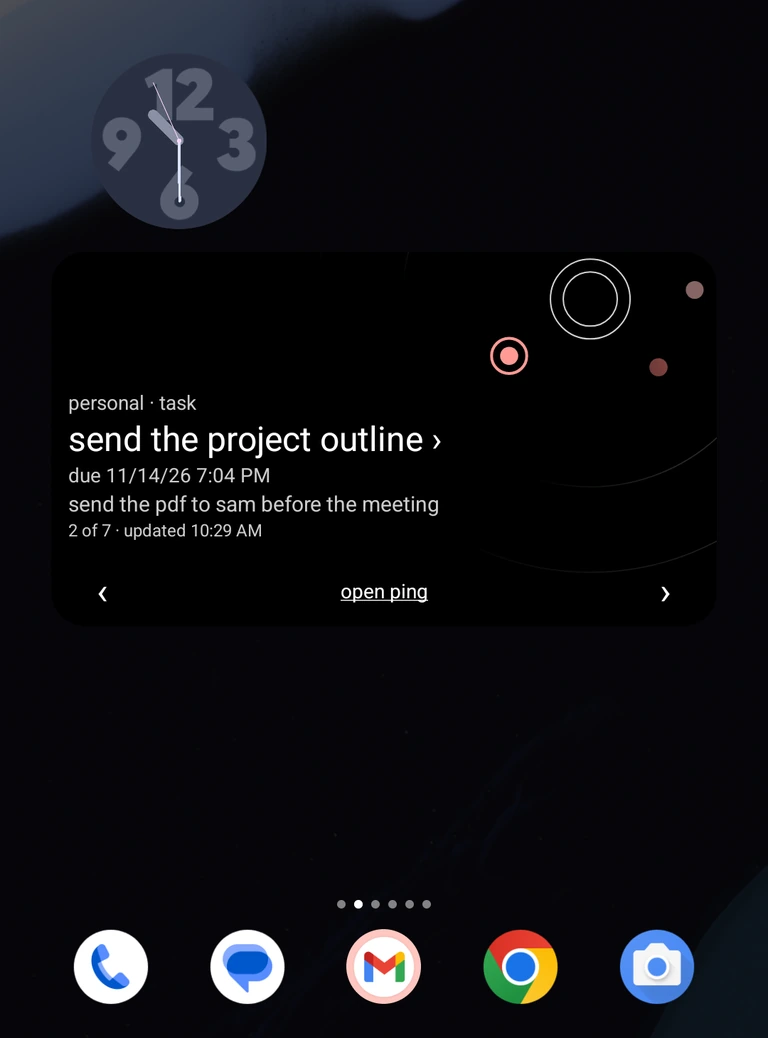 12
9
3
6
personal · task
send the project outline ›
due 11/14/26 7:04 PM
send the pdf to sam before the meeting
2 of 7 · updated 10:29 AM
‹ open ping ›